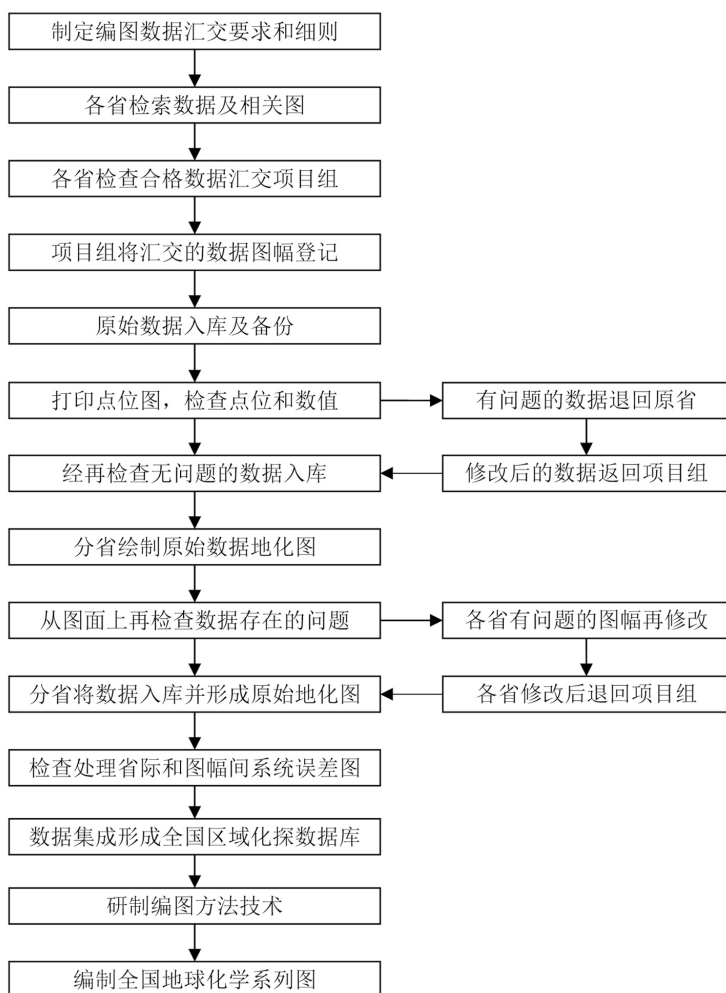 制定编图数据汇交要求和细则
各省检索数据及相关图
各省检查合格数据汇交项目组
项目组将汇交的数据图幅登记
原始数据入库及备份
打印点位图，检查点位和数值
有问题的数据退回原省
经再检查无问题的数据入库
修改后的数据返回项目组
分省绘制原始数据地化图
从图面上再检查数据存在的问题
各省有问题的图幅再修改
分省将数据入库并形成原始地化图
各省修改后退回项目组
检查处理省际和图幅间系统误差图
数据集成形成全国区域化探数据库
研制编图方法技术
编制全国地球化学系列图